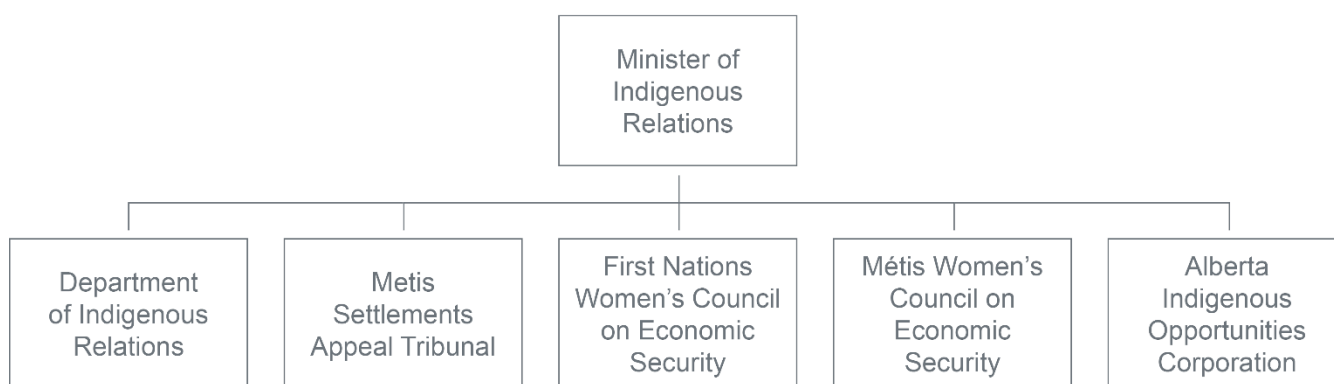 Minister of
Indigenous
Relations
Department
of Indigenous
Relations
Metis
Settlements
Appeal Tribunal
First Nations
Women’s Council
on Economic
Security
Métis Women’s
Council on
Economic
Security
Alberta
Indigenous
Opportunities
Corporation